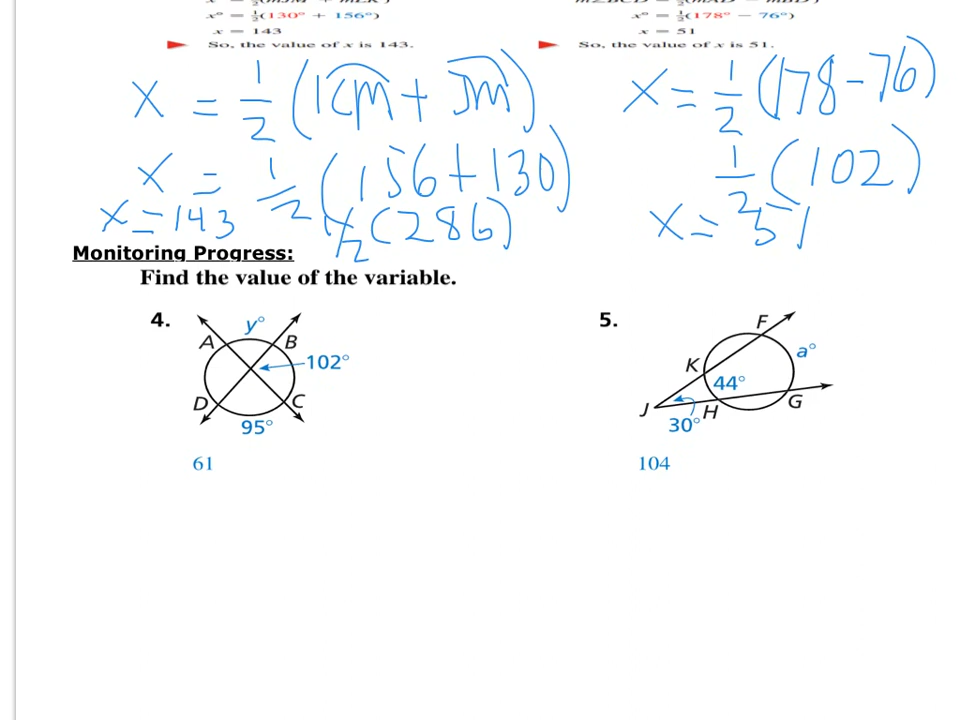 x° = ½(130° + 156°)
x = 143
So, the value of x is 143.
x° = ½(178° − 76°)
x = 51
So, the value of x is 51.
x = 1/2 (KM + JM)
x = 1/2 (156 + 130)
x = 143 1/2 (286)
x = 1/2 (178 - 76)
1/2 (102)
x = 51
Monitoring Progress:
Find the value of the variable.
4.
y°
A
B
102°
D
C
95°
61
5.
F
a°
K
44°
J
H
G
30°
104